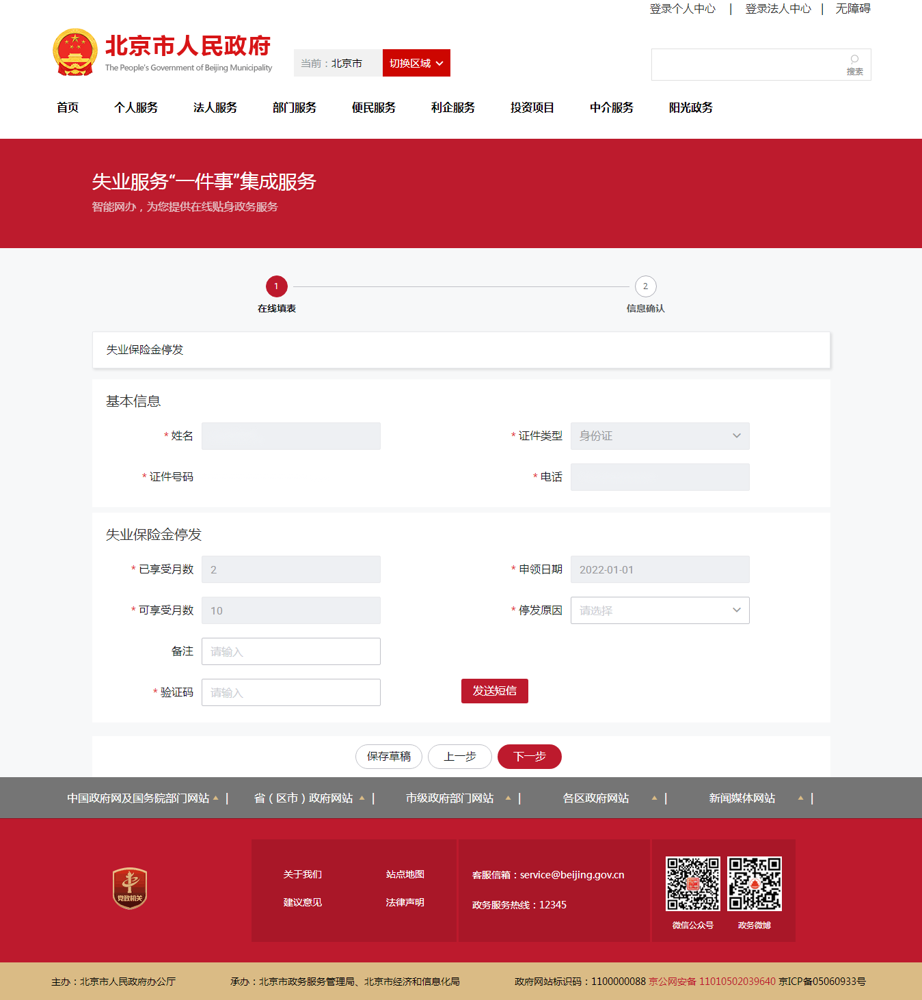 登录个人中心 | 登录法人中心 | 无障碍
北京市人民政府
The People's Government of Beijing Municipality
当前：北京市 切换区域
搜索
首页 个人服务 法人服务 部门服务 便民服务 利企服务 投资项目 中介服务 阳光政务
失业服务“一件事”集成服务
智能网办，为您提供在线贴身政务服务
1 2
在线填表 信息确认
失业保险金停发
基本信息
* 姓名 * 证件类型 身份证
* 证件号码 * 电话
失业保险金停发
* 已享受月数 2 * 申领日期 2022-01-01
* 可享受月数 10 * 停发原因 请选择
备注 请输入
* 验证码 请输入 发送短信
保存草稿 上一步 下一步
中国政府网及国务院部门网站 | 省（区市）政府网站 | 市级政府部门网站 | 各区政府网站 | 新闻媒体网站 |
关于我们 站点地图 客服信箱：service@beijing.gov.cn
建议意见 法律声明 政务服务热线：12345
党政机关
微信公众号 政务微博
主办：北京市人民政府办公厅 承办：北京市政务服务管理局、北京市经济和信息化局 政府网站标识码：1100000088 京公网安备 11010502039640 京ICP备05060933号